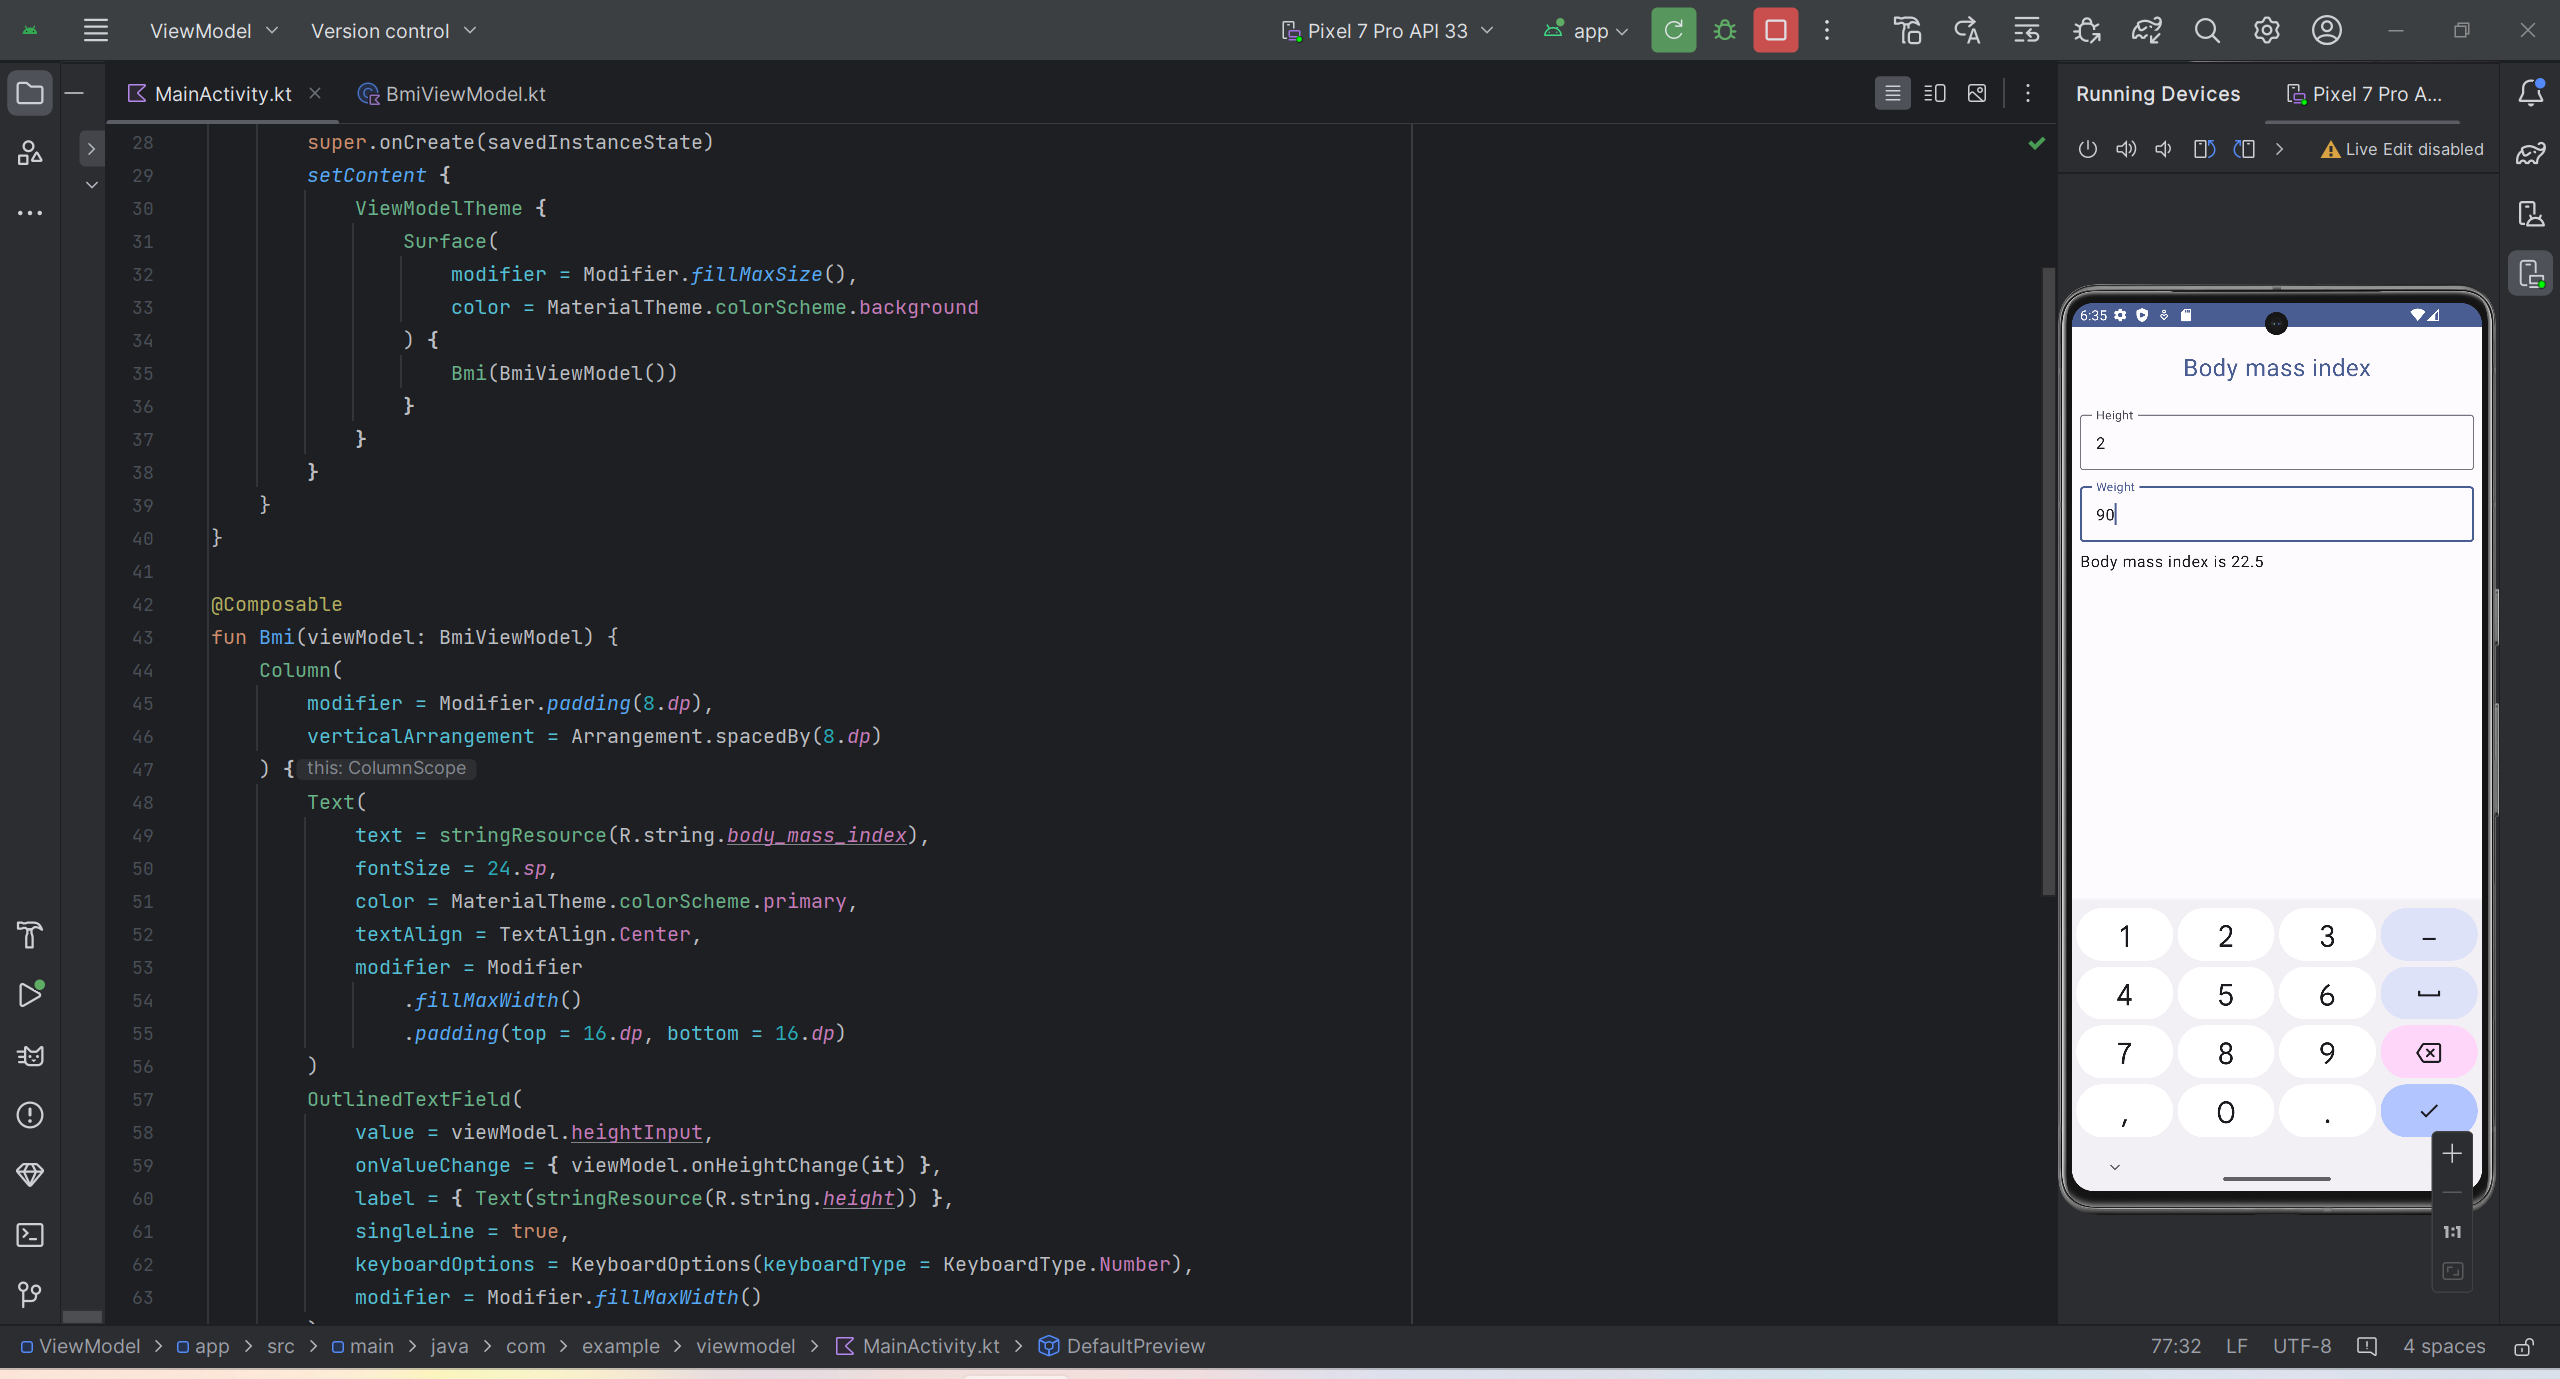 ViewModel Version control Pixel 7 Pro API 33 app
MainActivity.kt BmiViewModel.kt
28 super.onCreate(savedInstanceState)
29 setContent {
30 ViewModelTheme {
31 Surface(
32 modifier = Modifier.fillMaxSize(),
33 color = MaterialTheme.colorScheme.background
34 ) {
35 Bmi(BmiViewModel())
36 }
37 }
38 }
39 }
40 }
41
42 @Composable
43 fun Bmi(viewModel: BmiViewModel) {
44 Column(
45 modifier = Modifier.padding(8.dp),
46 verticalArrangement = Arrangement.spacedBy(8.dp)
47 ) { this: ColumnScope
48 Text(
49 text = stringResource(R.string.body_mass_index),
50 fontSize = 24.sp,
51 color = MaterialTheme.colorScheme.primary,
52 textAlign = TextAlign.Center,
53 modifier = Modifier
54 .fillMaxWidth()
55 .padding(top = 16.dp, bottom = 16.dp)
56 )
57 OutlinedTextField(
58 value = viewModel.heightInput,
59 onValueChange = { viewModel.onHeightChange(it) },
60 label = { Text(stringResource(R.string.height)) },
61 singleLine = true,
62 keyboardOptions = KeyboardOptions(keyboardType = KeyboardType.Number),
63 modifier = Modifier.fillMaxWidth()
Running Devices Pixel 7 Pro A...
Live Edit disabled
6:35
Body mass index
Height
2
Weight
90
Body mass index is 22.5
1 2 3 –
4 5 6
7 8 9
, 0 .
1:1
ViewModel > app > src > main > java > com > example > viewmodel > MainActivity.kt > DefaultPreview 77:32 LF UTF-8 4 spaces